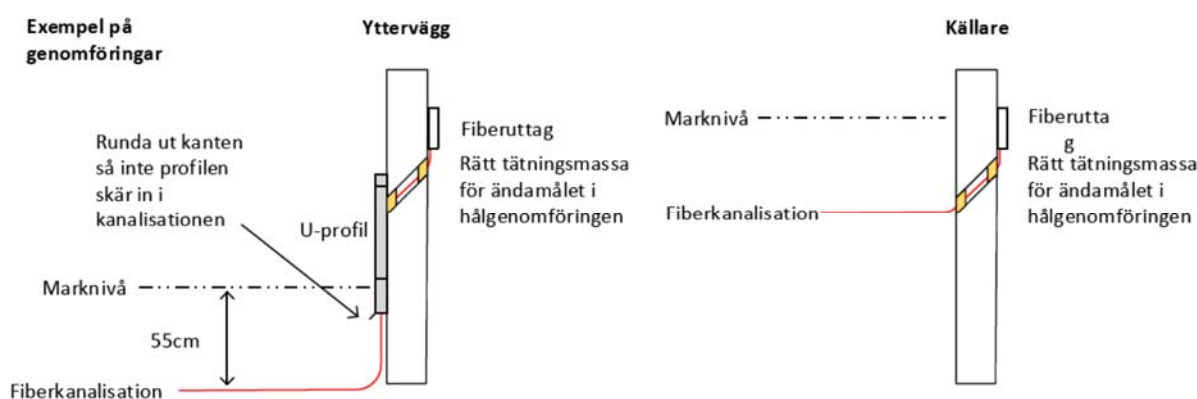 Exempel på
genomföringar
Yttervägg
Runda ut kanten
så inte profilen
skär in i
kanalisationen
U-profil
Fiberuttag
Rätt tätningsmassa
för ändamålet i
hålgenomföringen
Marknivå
55cm
Fiberkanalisation
Källare
Marknivå
Fiberutta
g
Rätt tätningsmassa
för ändamålet i
hålgenomföringen
Fiberkanalisation